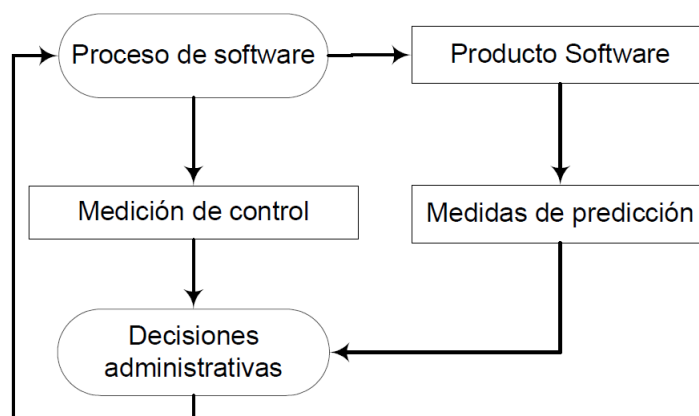 Proceso de software
Producto Software
Medición de control
Medidas de predicción
Decisiones
administrativas